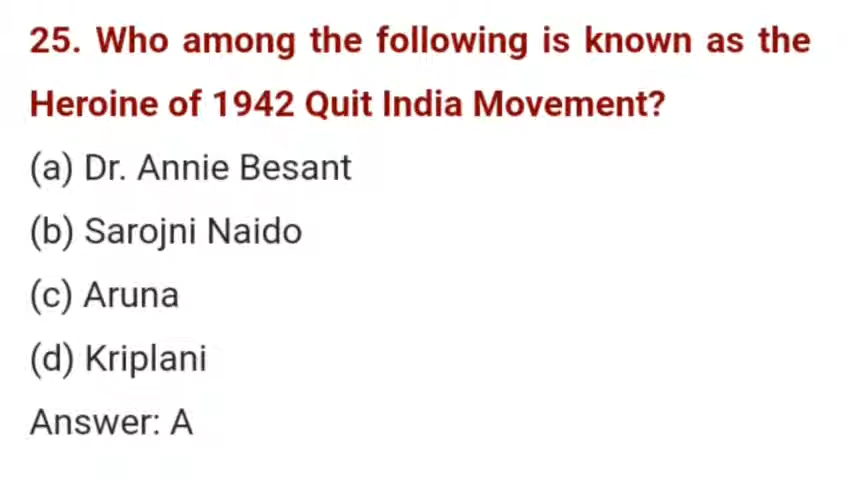 25. Who among the following is known as the
Heroine of 1942 Quit India Movement?
(a) Dr. Annie Besant
(b) Sarojni Naido
(c) Aruna
(d) Kriplani
Answer: A